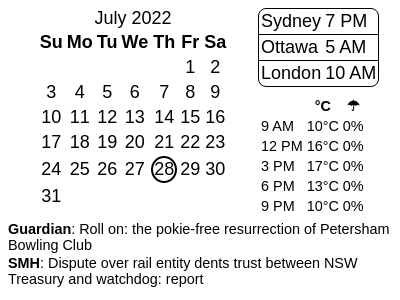 July 2022
Su Mo Tu We Th Fr Sa
1 2
3 4 5 6 7 8 9
10 11 12 13 14 15 16
17 18 19 20 21 22 23
24 25 26 27 28 29 30
31
Sydney 7 PM
Ottawa 5 AM
London 10 AM
°C ☂
9 AM 10°C 0%
12 PM 16°C 0%
3 PM 17°C 0%
6 PM 13°C 0%
9 PM 10°C 0%
Guardian: Roll on: the pokie-free resurrection of Petersham
Bowling Club
SMH: Dispute over rail entity dents trust between NSW
Treasury and watchdog: report